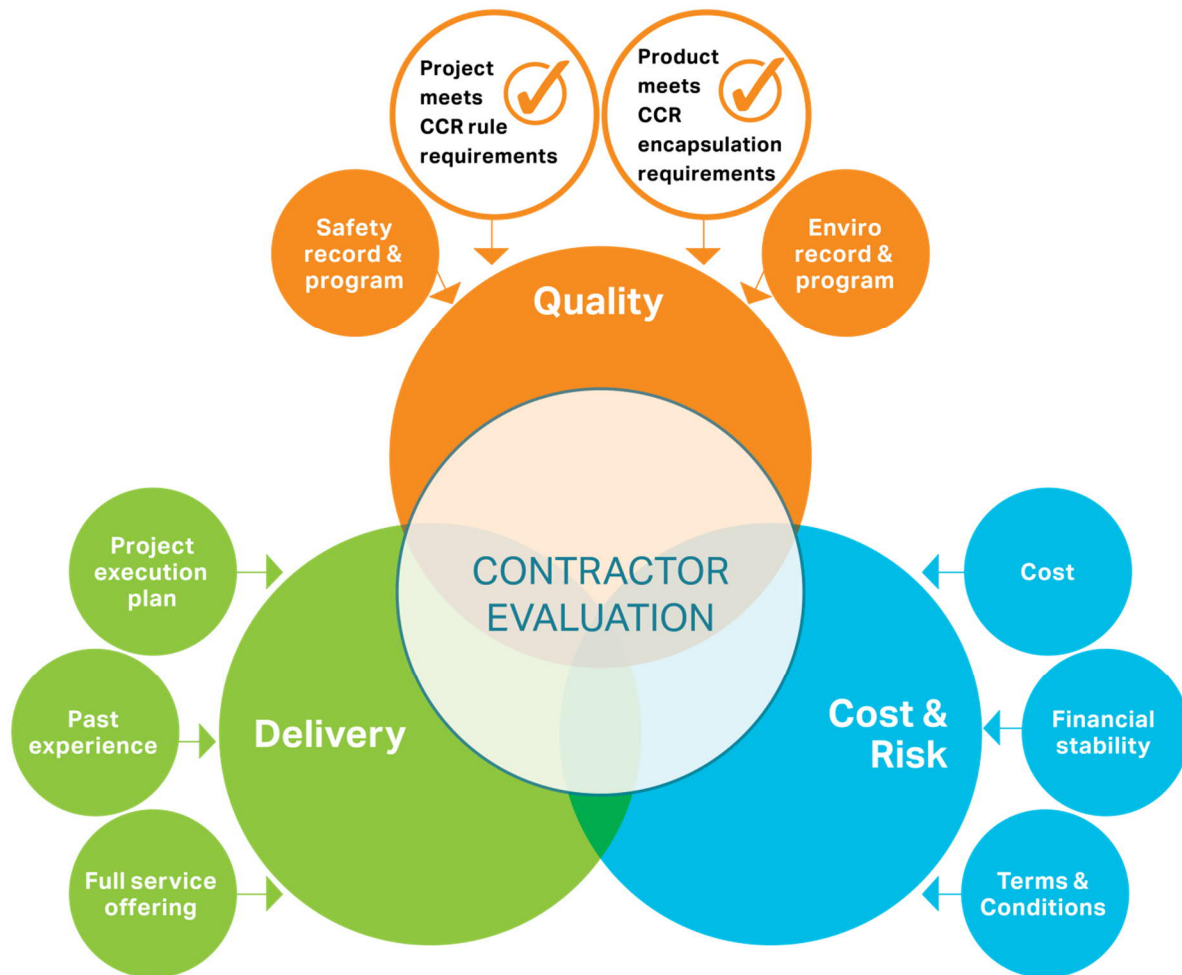 Project
meets
CCR rule
requirements
Product
meets
CCR
encapsulation
requirements
Safety
record &
program
Enviro
record &
program
Quality
Project
execution
plan
CONTRACTOR
EVALUATION
Cost
Past
experience
Delivery
Cost &
Risk
Financial
stability
Full service
offering
Terms &
Conditions